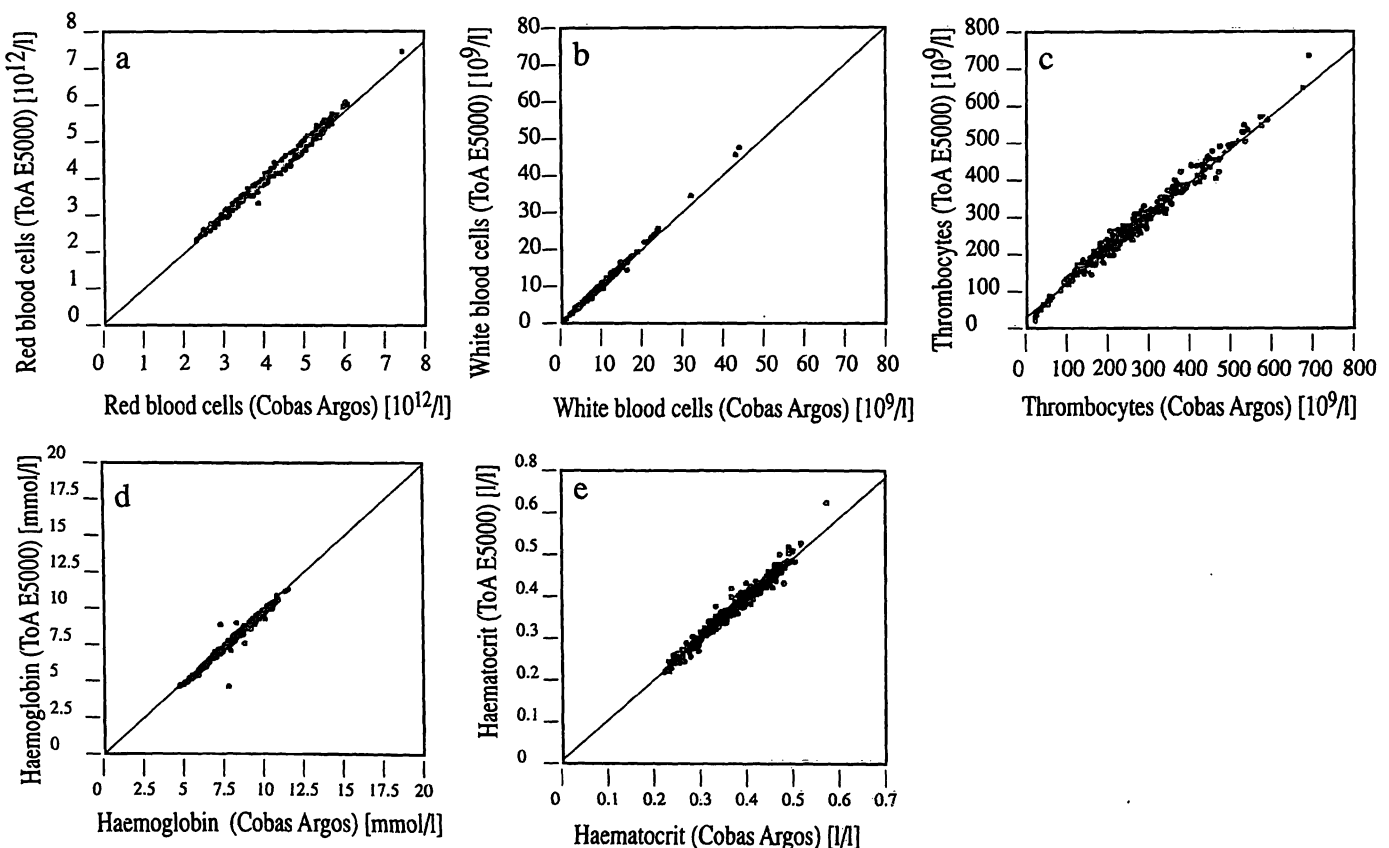 a
Red blood cells (ToA E5000) [10¹²/l]
8
7
6
5
4
3
2
1
0
0 1 2 3 4 5 6 7 8
Red blood cells (Cobas Argos) [10¹²/l]
b
White blood cells (ToA E5000) [10⁹/l]
80
70
60
50
40
30
20
10
0
0 10 20 30 40 50 60 70 80
White blood cells (Cobas Argos) [10⁹/l]
c
Thrombocytes (ToA E5000) [10⁹/l]
800
700
600
500
400
300
200
100
0
0 100 200 300 400 500 600 700 800
Thrombocytes (Cobas Argos) [10⁹/l]
d
Haemoglobin (ToA E5000) [mmol/l]
20
17.5
15
12.5
10
7.5
5
2.5
0
0 2.5 5 7.5 10 12.5 15 17.5 20
Haemoglobin (Cobas Argos) [mmol/l]
e
Haematocrit (ToA E5000) [l/l]
0.8
0.6
0.5
0.4
0.3
0.2
0.1
0
0 0.1 0.2 0.3 0.4 0.5 0.6 0.7
Haematocrit (Cobas Argos) [l/l]